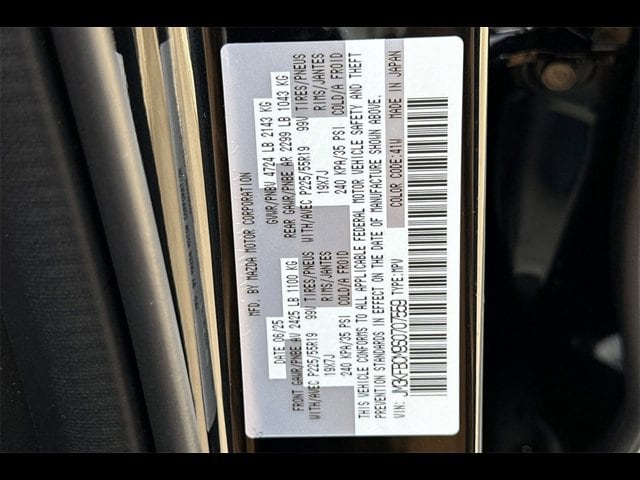 MFD. BY MAZDA MOTOR CORPORATION
DATE 06/25 GVWR/PNBV 4724 LB 2143 KG
FRONT GAWR/PNBE AV 2425 LB 1100 KG REAR GAWR/PNBE AR 2299 LB 1043 KG
WITH/AVEC P225/55R19 99V TIRES/PNEUS WITH/AVEC P225/55R19 99V TIRES/PNEUS
19X7J RIMS/JANTES 19X7J RIMS/JANTES
240 KPA/35 PSI COLD/A FROID 240 KPA/35 PSI COLD/A FROID
THIS VEHICLE CONFORMS TO ALL APPLICABLE FEDERAL MOTOR VEHICLE SAFETY AND THEFT
PREVENTION STANDARDS IN EFFECT ON THE DATE OF MANUFACTURE SHOWN ABOVE.
VIN: TYPE:MPV COLOR CODE:41W MADE IN JAPAN